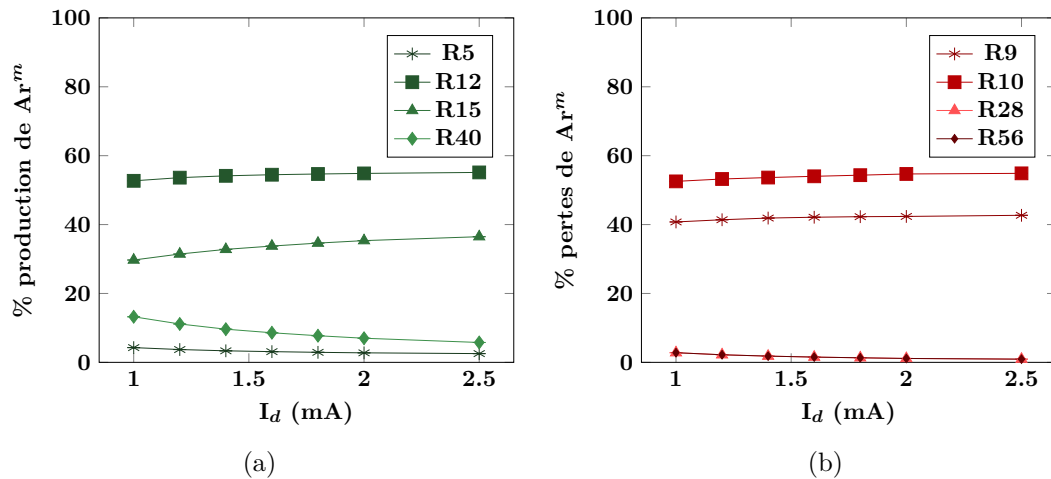 % production de Ar^m
100
80
60
40
20
0
1
1.5
2
2.5
I_d (mA)
R5
R12
R15
R40
(a)
% pertes de Ar^m
100
80
60
40
20
0
1
1.5
2
2.5
I_d (mA)
R9
R10
R28
R56
(b)